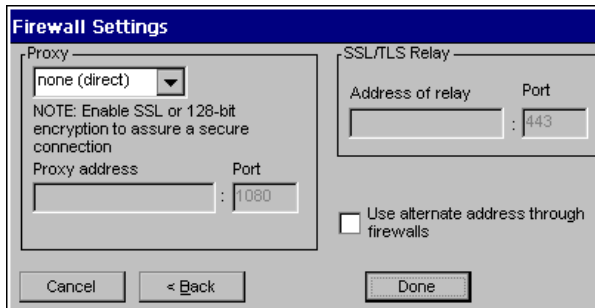 Firewall Settings
Proxy
none (direct)
NOTE: Enable SSL or 128-bit
encryption to assure a secure
connection
Proxy address Port
: 1080
SSL/TLS Relay
Address of relay Port
: 443
Use alternate address through
firewalls
Cancel < Back Done